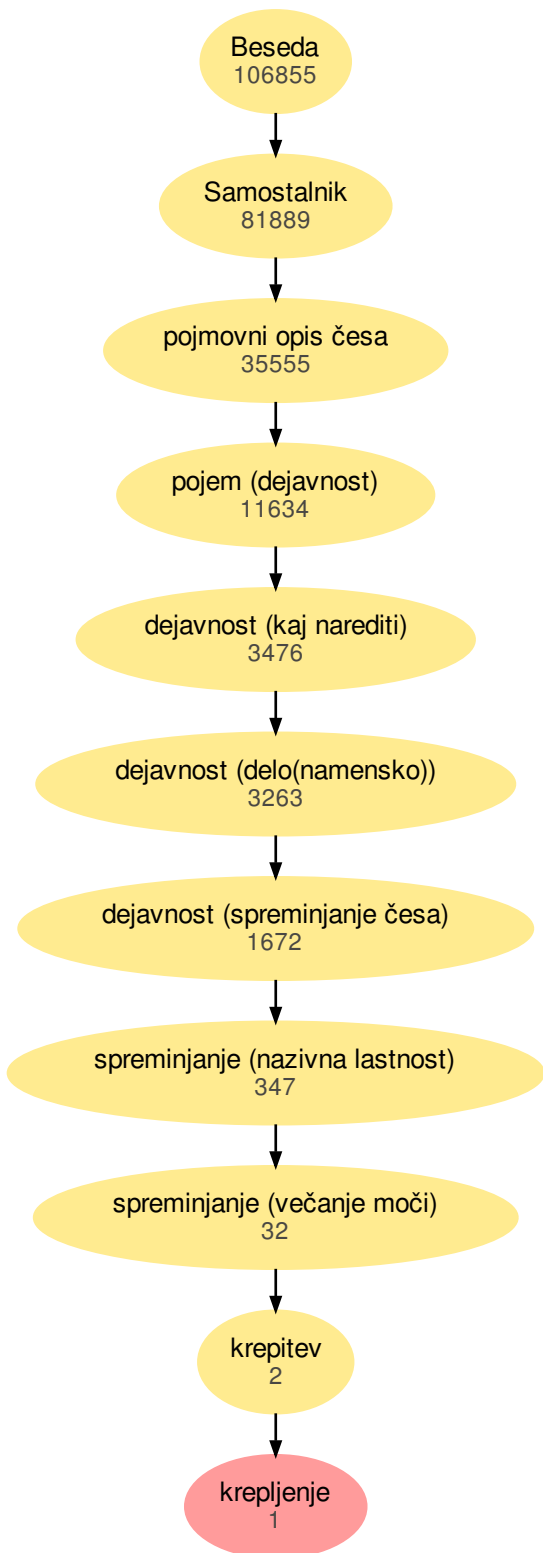 Beseda
106855
Samostalnik
81889
pojmovni opis česa
35555
pojem (dejavnost)
11634
dejavnost (kaj narediti)
3476
dejavnost (delo(namensko))
3263
dejavnost (spreminjanje česa)
1672
spreminjanje (nazivna lastnost)
347
spreminjanje (večanje moči)
32
krepitev
2
krepljenje
1